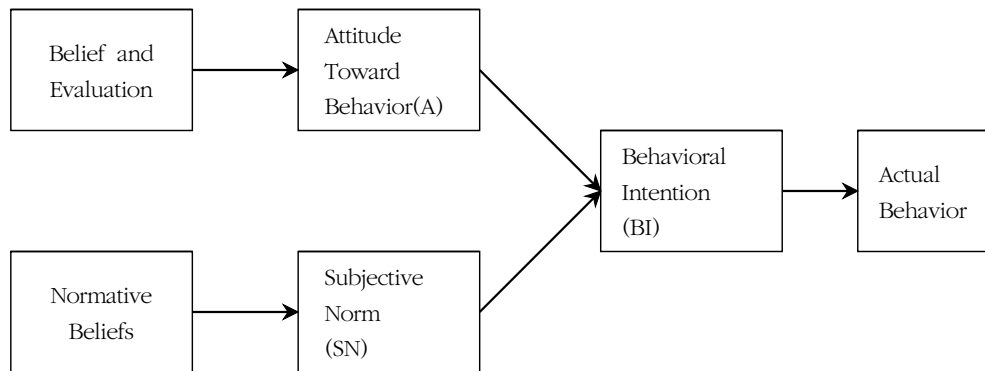 Belief and
Evaluation
Attitude
Toward
Behavior(A)
Behavioral
Intention
(BI)
Actual
Behavior
Normative
Beliefs
Subjective
Norm
(SN)